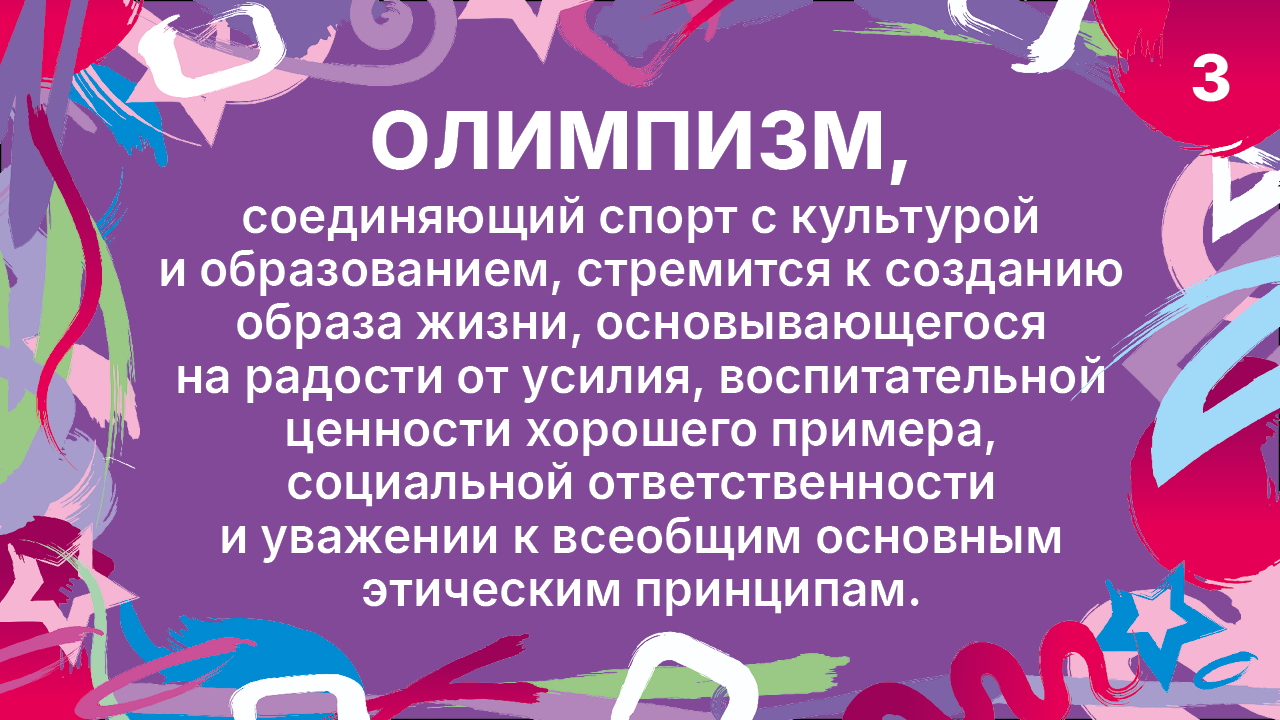 3
ОЛИМПИЗМ,
соединяющий спорт с культурой
и образованием, стремится к созданию
образа жизни, основывающегося
на радости от усилия, воспитательной
ценности хорошего примера,
социальной ответственности
и уважении к всеобщим основным
этическим принципам.